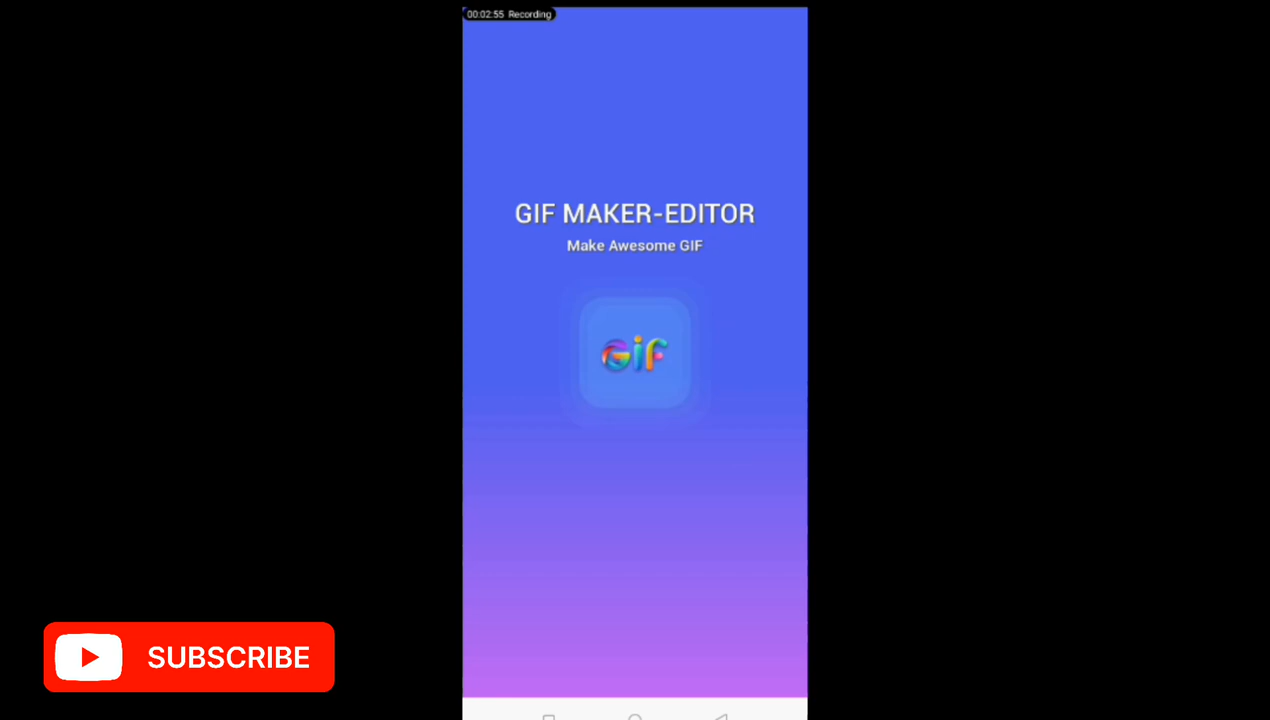 00:02:55 Recording
GIF MAKER-EDITOR
Make Awesome GIF
Gif
SUBSCRIBE